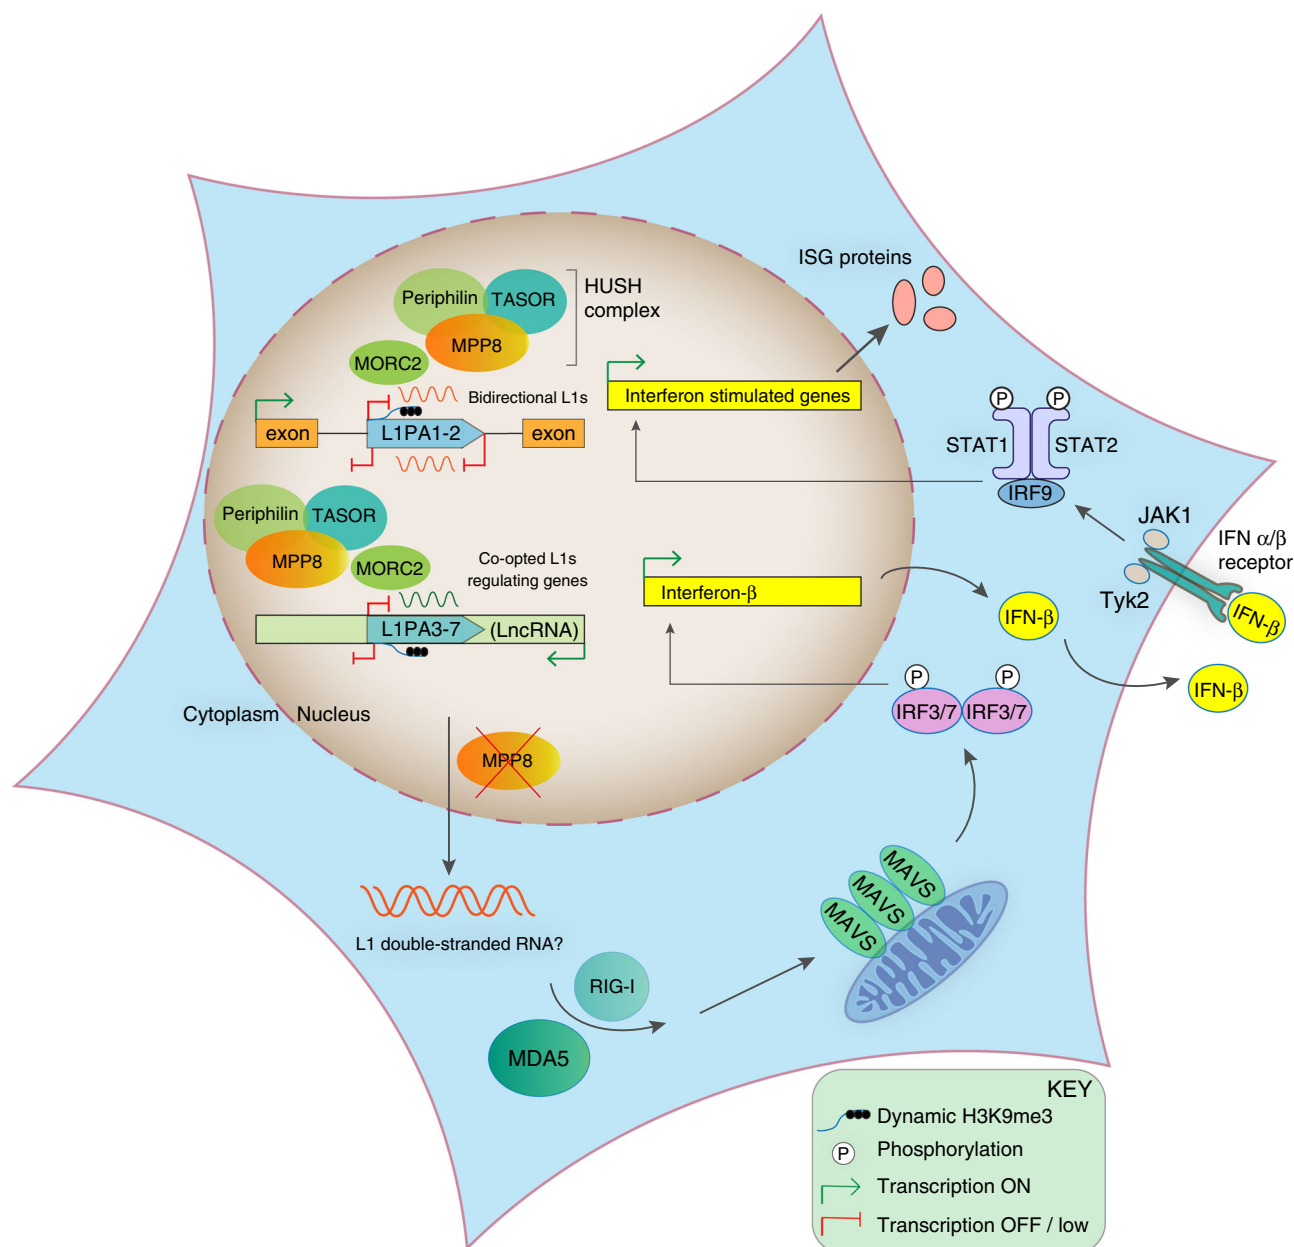 ISG proteins
Periphilin
TASOR
MPP8
HUSH
complex
MORC2
Bidirectional L1s
exon
L1PA1-2
exon
Interferon stimulated genes
P
P
STAT1
STAT2
IRF9
JAK1
Tyk2
IFN α/β
receptor
IFN-β
Periphilin
TASOR
MPP8
MORC2
Co-opted L1s
regulating genes
L1PA3-7
(LncRNA)
Interferon-β
IFN-β
IFN-β
P
P
IRF3/7
IRF3/7
Cytoplasm
Nucleus
MPP8
L1 double-stranded RNA?
RIG-I
MDA5
MAVS
MAVS
MAVS
KEY
Dynamic H3K9me3
P
Phosphorylation
Transcription ON
Transcription OFF / low